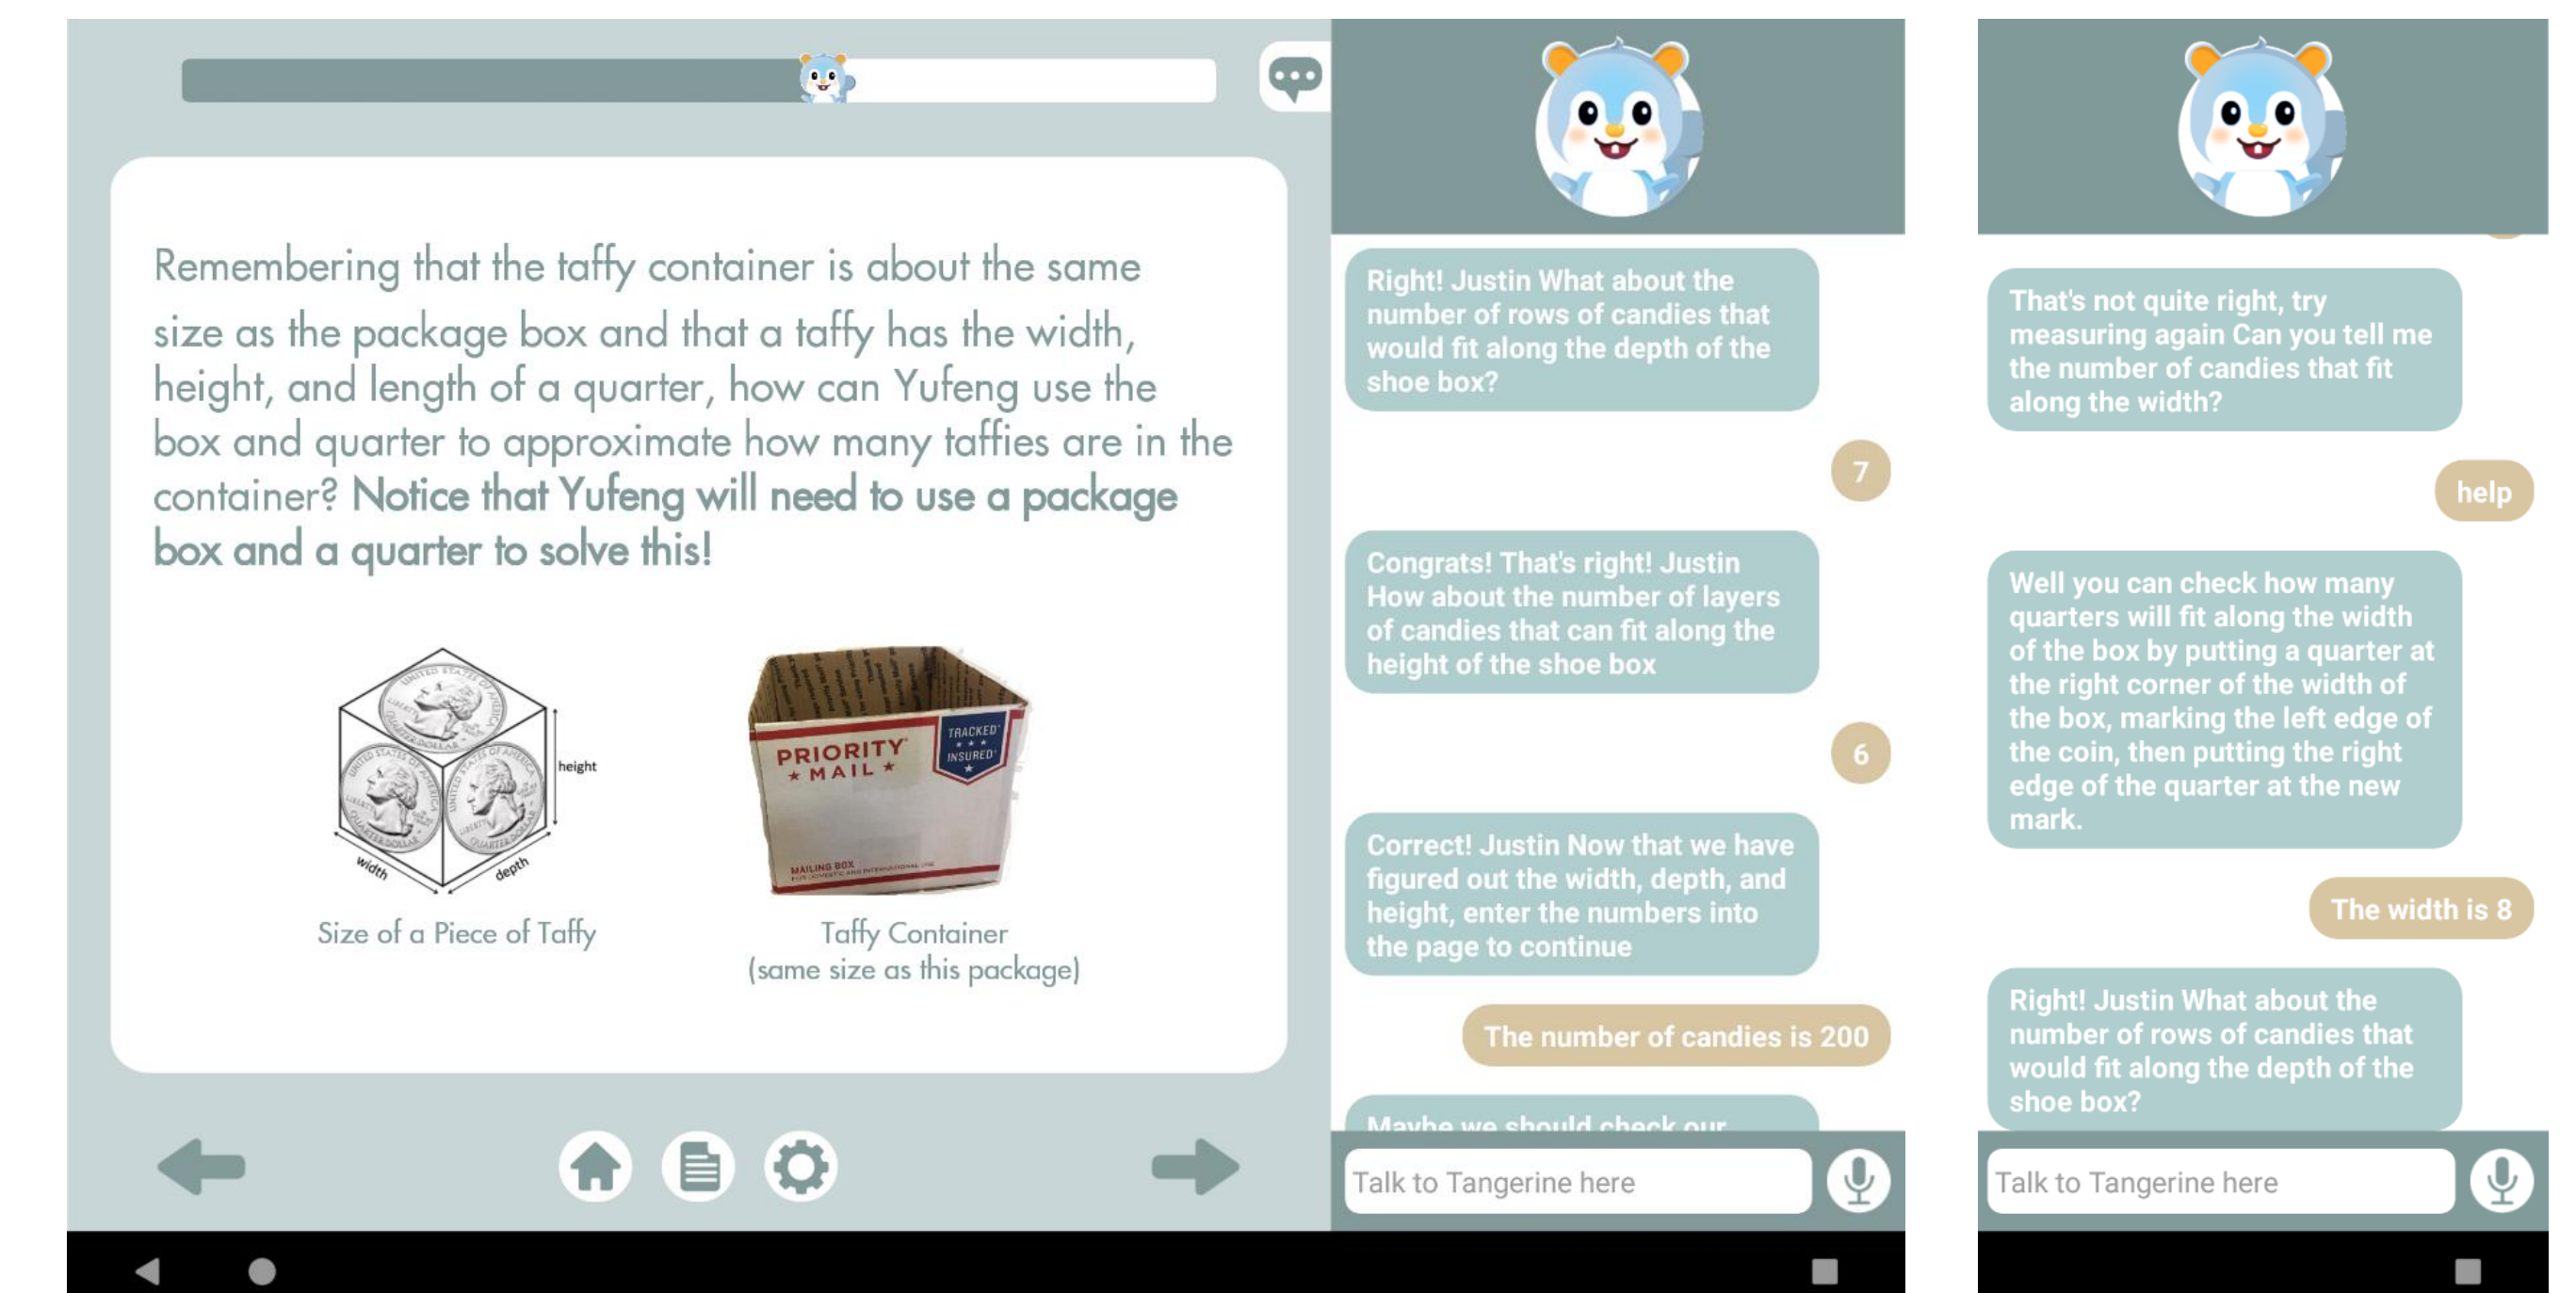 Remembering that the taffy container is about the same
size as the package box and that a taffy has the width,
height, and length of a quarter, how can Yufeng use the
box and quarter to approximate how many taffies are in the
container? Notice that Yufeng will need to use a package
box and a quarter to solve this!
height
width
depth
Size of a Piece of Taffy
PRIORITY
★ MAIL ★
TRACKED
★ ★ ★
INSURED
★
MAILING BOX
Taffy Container
(same size as this package)
Right! Justin What about the
number of rows of candies that
would fit along the depth of the
shoe box?
7
Congrats! That's right! Justin
How about the number of layers
of candies that can fit along the
height of the shoe box
6
Correct! Justin Now that we have
figured out the width, depth, and
height, enter the numbers into
the page to continue
The number of candies is 200
Maybe we should check our
Talk to Tangerine here
That's not quite right, try
measuring again Can you tell me
the number of candies that fit
along the width?
help
Well you can check how many
quarters will fit along the width
of the box by putting a quarter at
the right corner of the width of
the box, marking the left edge of
the coin, then putting the right
edge of the quarter at the new
mark.
The width is 8
Right! Justin What about the
number of rows of candies that
would fit along the depth of the
shoe box?
Talk to Tangerine here